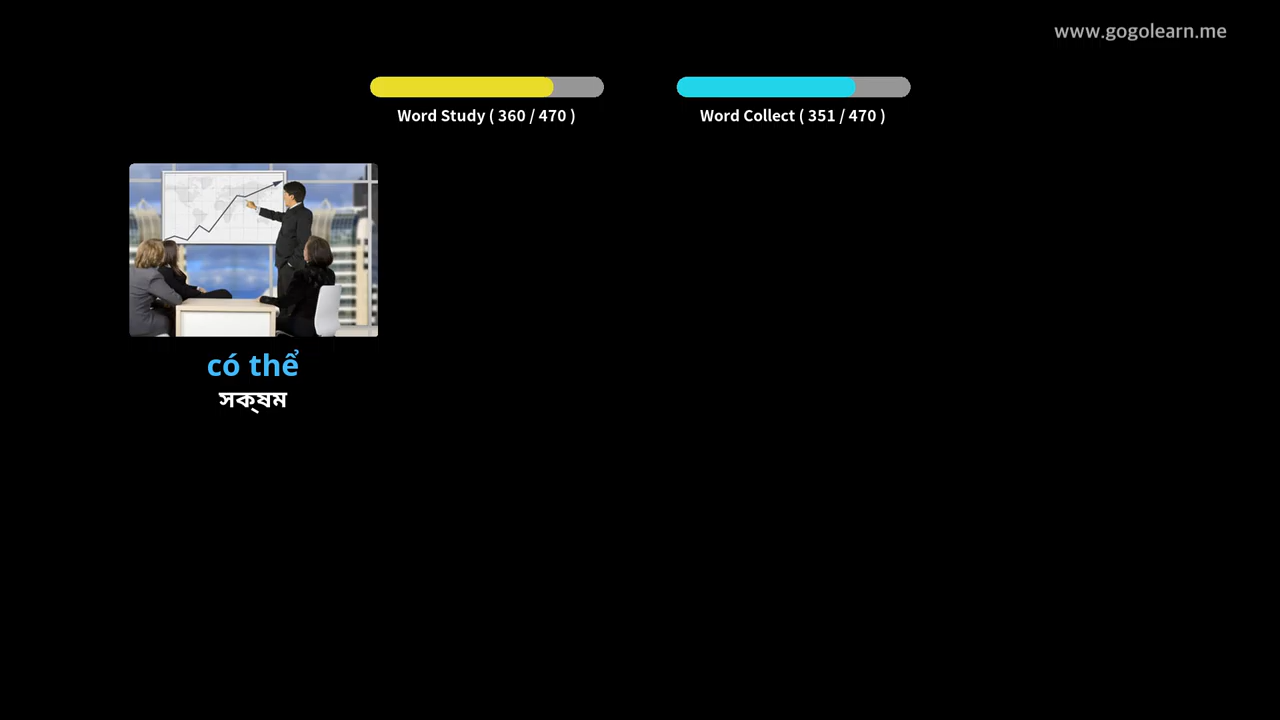 www.gogolearn.me
Word Study ( 360 / 470 )
Word Collect ( 351 / 470 )
có thể
সক্ষম